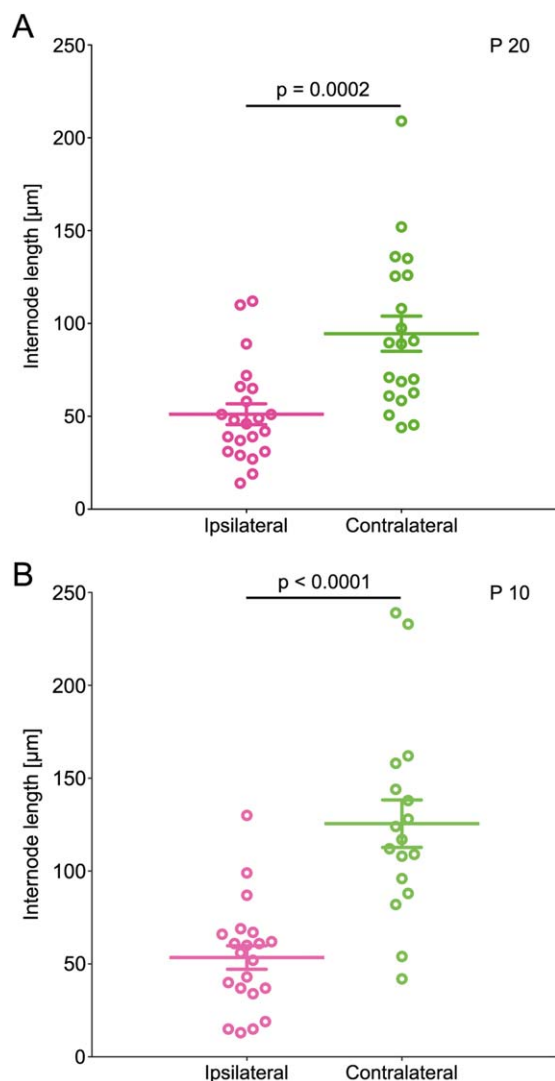 A
P 20
p = 0.0002
250
200
150
100
50
0
Internode length [µm]
Ipsilateral
Contralateral
B
P 10
p < 0.0001
250
200
150
100
50
0
Internode length [µm]
Ipsilateral
Contralateral